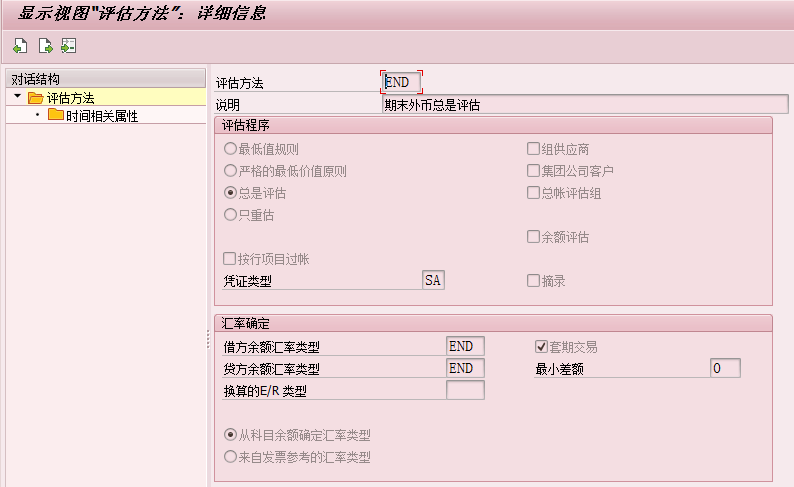 显示视图"评估方法": 详细信息
对话结构
评估方法
时间相关属性
评估方法 END
说明 期末外币总是评估
评估程序
最低值规则 组供应商
严格的最低价值原则 集团公司客户
总是评估 总帐评估组
只重估
余额评估
按行项目过帐
凭证类型 SA 摘录
汇率确定
借方余额汇率类型 END 套期交易
贷方余额汇率类型 END 最小差额 0
换算的E/R 类型
从科目余额确定汇率类型
来自发票参考的汇率类型